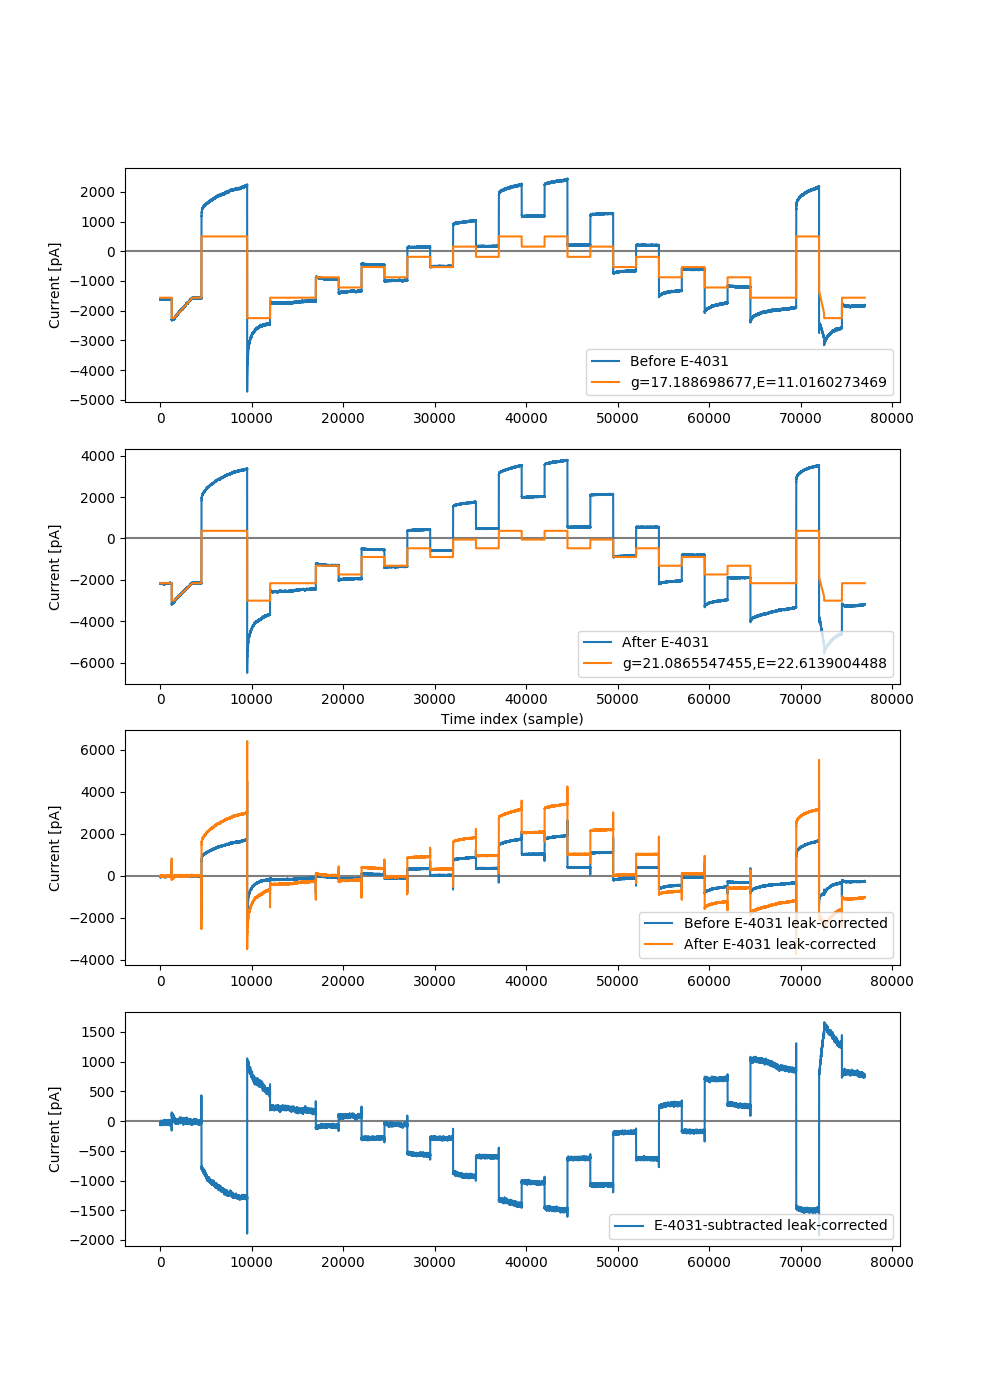 2000
1000
0
−1000
−2000
−3000
−4000
−5000
Current [pA]
Before E-4031
g=17.188698677,E=11.0160273469
0 10000 20000 30000 40000 50000 60000 70000 80000
4000
2000
0
−2000
−4000
−6000
Current [pA]
After E-4031
g=21.0865547455,E=22.6139004488
0 10000 20000 30000 40000 50000 60000 70000 80000
Time index (sample)
6000
4000
2000
0
−2000
−4000
Current [pA]
Before E-4031 leak-corrected
After E-4031 leak-corrected
0 10000 20000 30000 40000 50000 60000 70000 80000
1500
1000
500
0
−500
−1000
−1500
−2000
Current [pA]
E-4031-subtracted leak-corrected
0 10000 20000 30000 40000 50000 60000 70000 80000